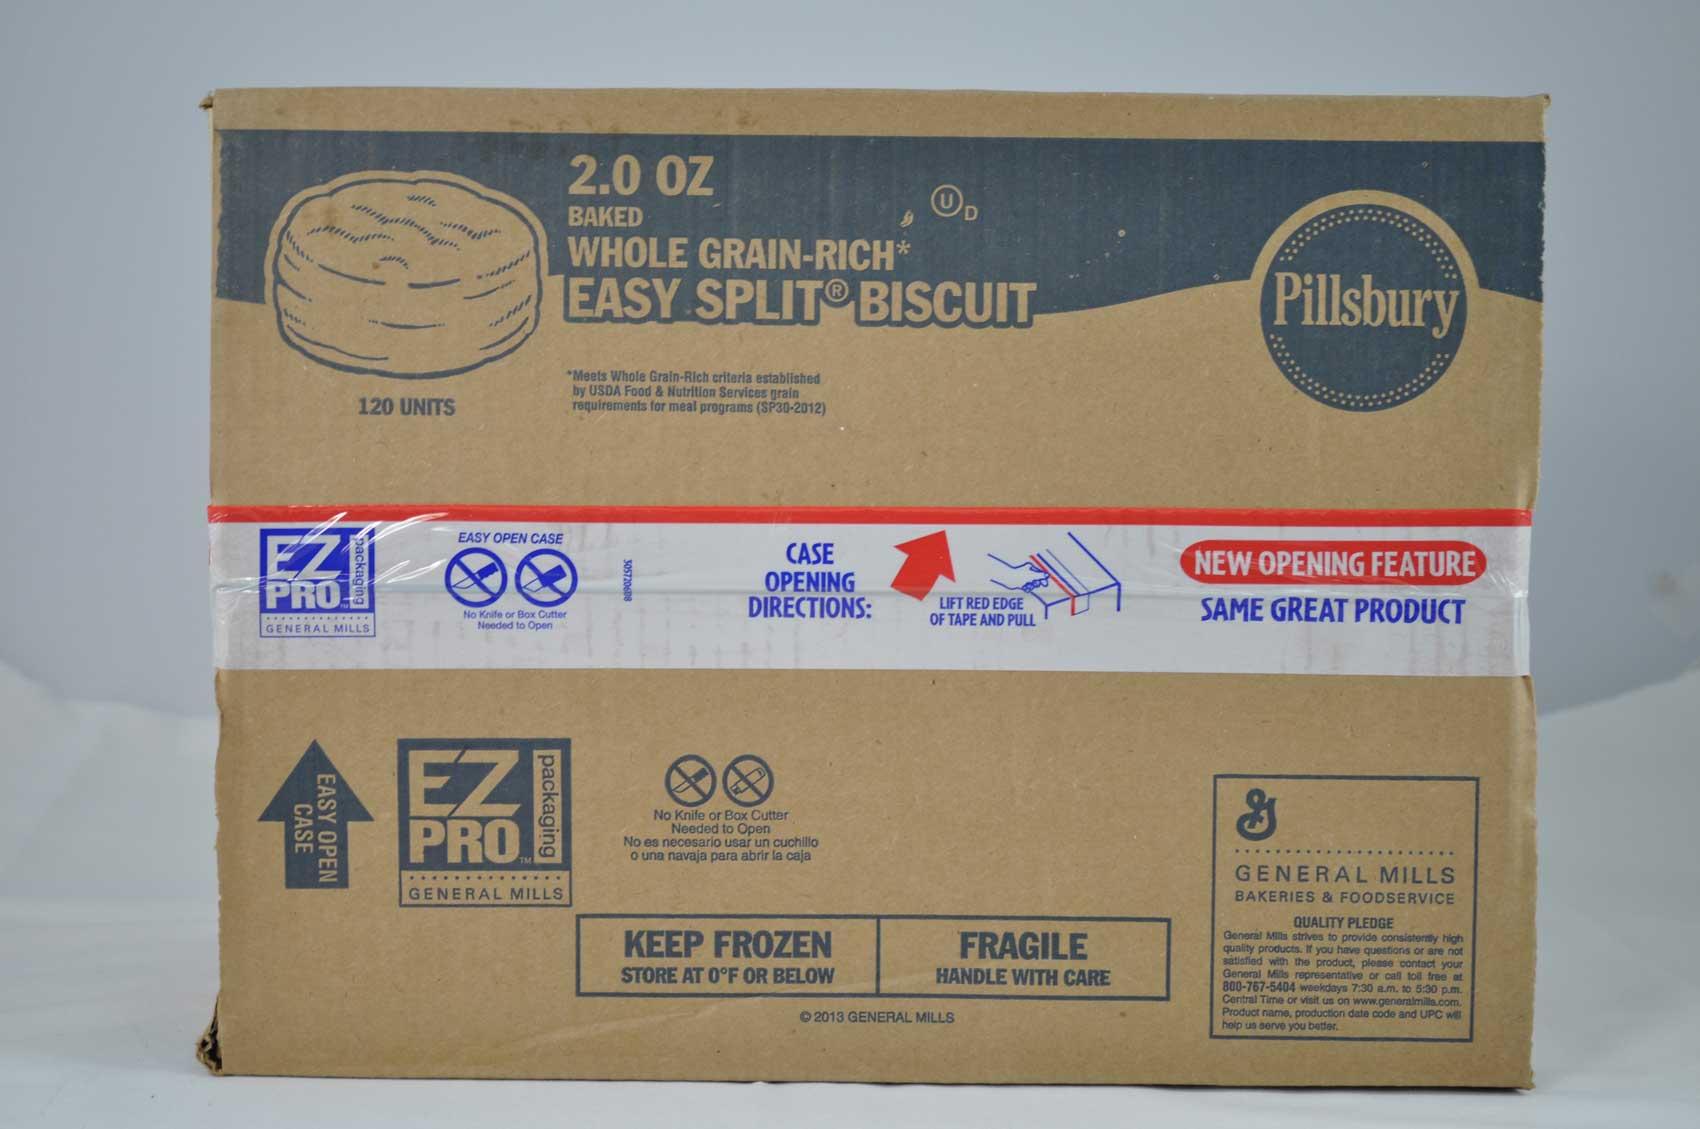 2.0 OZ
BAKED
WHOLE GRAIN-RICH*
EASY SPLIT® BISCUIT
U D
Pillsbury
120 UNITS
*Meets Whole Grain-Rich criteria established
by USDA Food & Nutrition Services grain
requirements for meal programs (SP30-2012)
EZ
PRO™
packaging
GENERAL MILLS
EASY OPEN CASE
No Knife or Box Cutter
Needed to Open
CASE
OPENING
DIRECTIONS:
LIFT RED EDGE
OF TAPE AND PULL
NEW OPENING FEATURE
SAME GREAT PRODUCT
EASY OPEN
CASE
EZ
PRO™
packaging
GENERAL MILLS
No Knife or Box Cutter
Needed to Open
No es necesario usar un cuchillo
o una navaja para abrir la caja
KEEP FROZEN
STORE AT 0°F OR BELOW
FRAGILE
HANDLE WITH CARE
© 2013 GENERAL MILLS
G
GENERAL MILLS
BAKERIES & FOODSERVICE
QUALITY PLEDGE
General Mills strives to provide consistently high
quality products. If you have questions or are not
satisfied with the product, please contact your
General Mills representative or call toll free at
800-767-5404 weekdays 7:30 a.m. to 5:30 p.m.
Central Time or visit us on www.generalmills.com.
Product name, production date code and UPC will
help us serve you better.